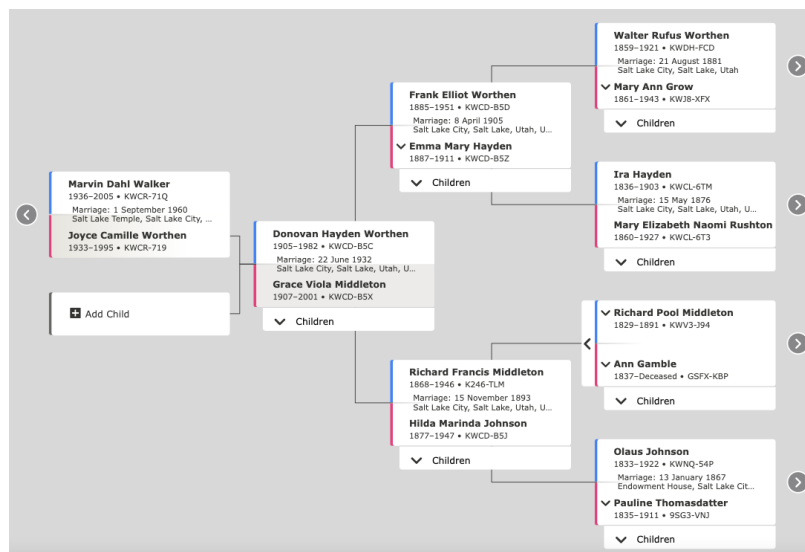 Marvin Dahl Walker
1936–2005 • KWCR-71Q
Marriage: 1 September 1960
Salt Lake Temple, Salt Lake City, ...
Joyce Camille Worthen
1933–1995 • KWCR-719
Add Child
Donovan Hayden Worthen
1905–1982 • KWCD-B5C
Marriage: 22 June 1932
Salt Lake City, Salt Lake, Utah, U...
Grace Viola Middleton
1907–2001 • KWCD-B5X
Children
Frank Elliot Worthen
1885–1951 • KWCD-B5D
Marriage: 8 April 1905
Salt Lake City, Salt Lake, Utah, U...
Emma Mary Hayden
1887–1911 • KWCD-B5Z
Children
Richard Francis Middleton
1868–1946 • K246-TLM
Marriage: 15 November 1893
Salt Lake City, Salt Lake, Utah, U...
Hilda Marinda Johnson
1877–1947 • KWCD-B5J
Children
Walter Rufus Worthen
1859–1921 • KWDH-FCD
Marriage: 21 August 1881
Salt Lake City, Salt Lake, Utah
Mary Ann Grow
1861–1943 • KWJ8-XFX
Children
Ira Hayden
1836–1903 • KWCL-6TM
Marriage: 15 May 1876
Salt Lake City, Salt Lake, Utah, U...
Mary Elizabeth Naomi Rushton
1860–1927 • KWCL-6T3
Children
Richard Pool Middleton
1829–1891 • KWV3-J94
Ann Gamble
1837–Deceased • GSFX-KBP
Children
Olaus Johnson
1833–1922 • KWNQ-54P
Marriage: 13 January 1867
Endowment House, Salt Lake Cit...
Pauline Thomasdatter
1835–1911 • 9SG3-VNJ
Children